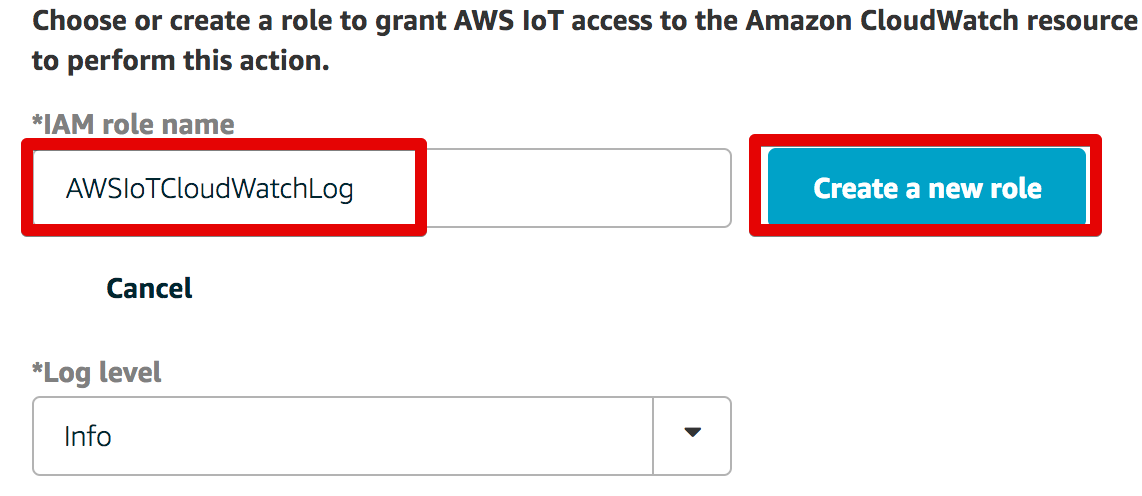 Choose or create a role to grant AWS IoT access to the Amazon CloudWatch resource
to perform this action.
*IAM role name
AWSIoTCloudWatchLog
Create a new role
Cancel
*Log level
Info